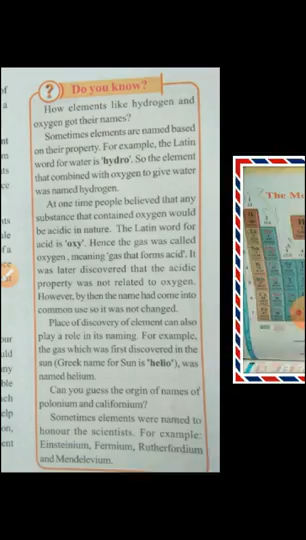 Do you know?
How elements like hydrogen and
oxygen got their names?
Sometimes elements are named based
on their property. For example, the Latin
word for water is 'hydro'. So the element
that combined with oxygen to give water
was named hydrogen.
At one time people believed that any
substance that contained oxygen would
be acidic in nature. The Latin word for
acid is 'oxy'. Hence the gas was called
oxygen, meaning 'gas that forms acid'. It
was later discovered that the acidic
property was not related to oxygen.
However, by then the name had come into
common use so it was not changed.
Place of discovery of element can also
play a role in its naming. For example,
the gas which was first discovered in the
sun (Greek name for Sun is 'helio'), was
named helium.
Can you guess the orgin of names of
polonium and californium?
Sometimes elements were named to
honour the scientists. For example:
Einsteinium, Fermium, Rutherfordium
and Mendelevium.
The